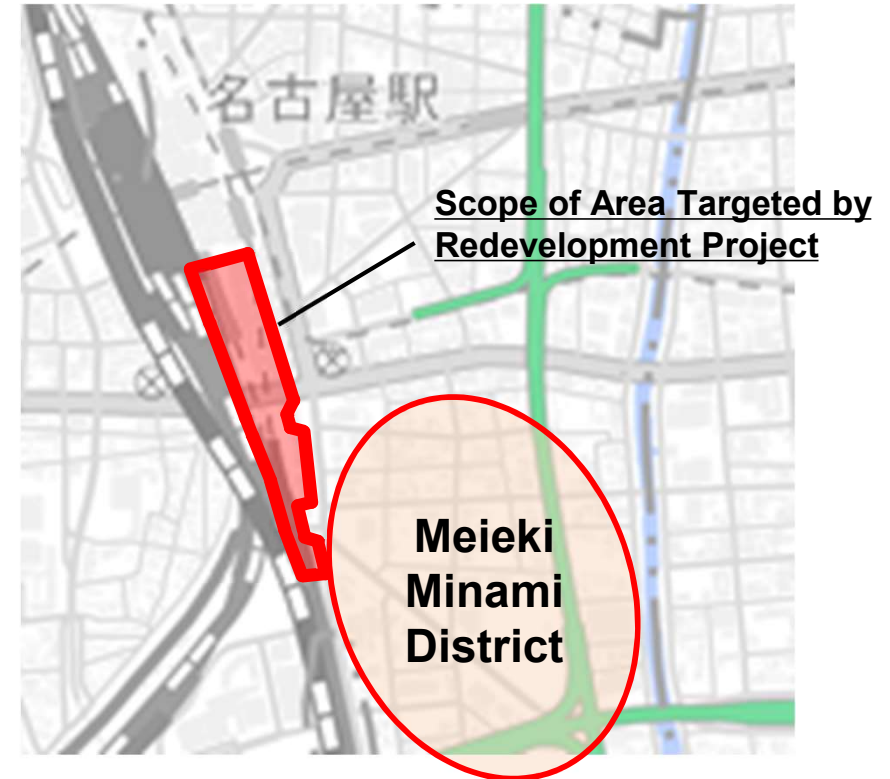 名古屋駅
Scope of Area Targeted by
Redevelopment Project
Meieki
Minami
District